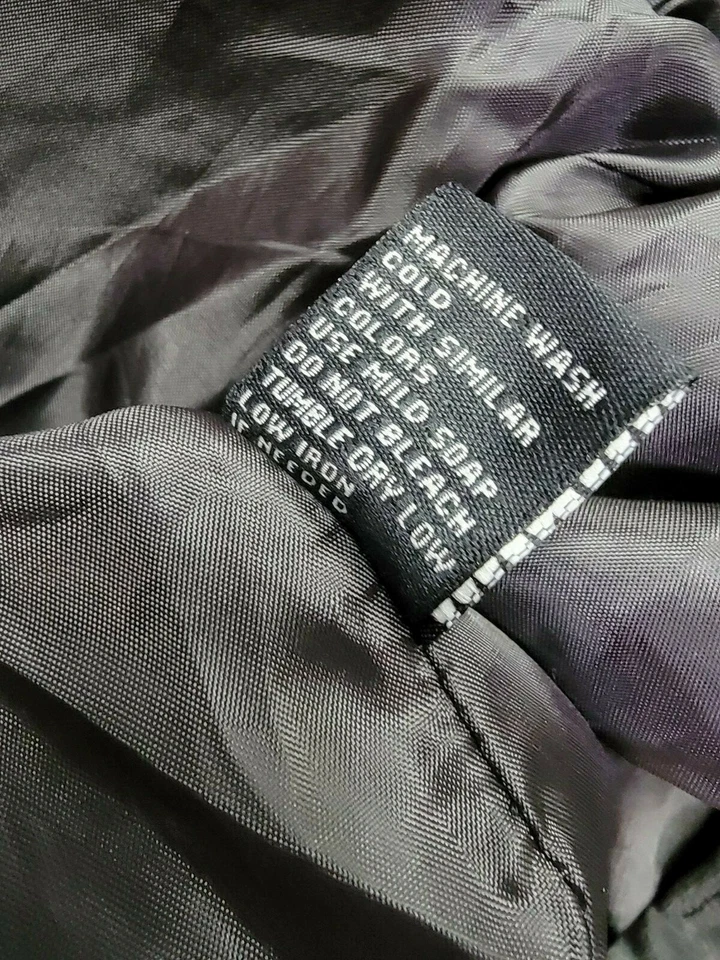 MACHINE WASH
COLD
WITH SIMILAR
COLORS
USE MILD SOAP
DO NOT BLEACH
TUMBLE DRY LOW
LOW IRON
IF NEEDED